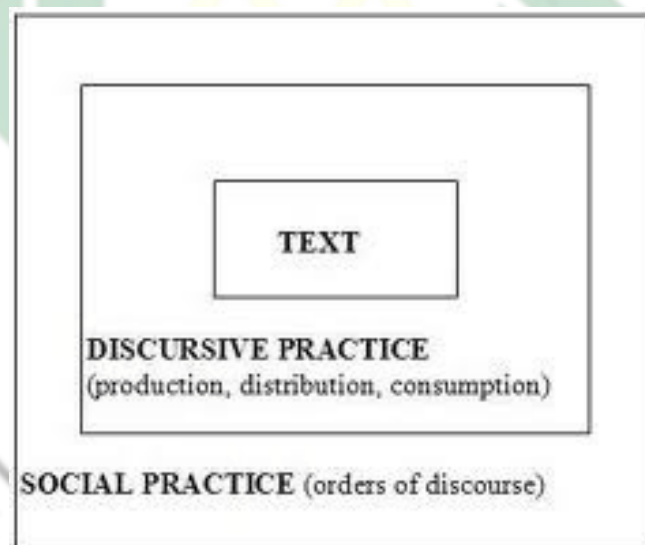 TEXT
DISCURSIVE PRACTICE
(production, distribution, consumption)
SOCIAL PRACTICE (orders of discourse)